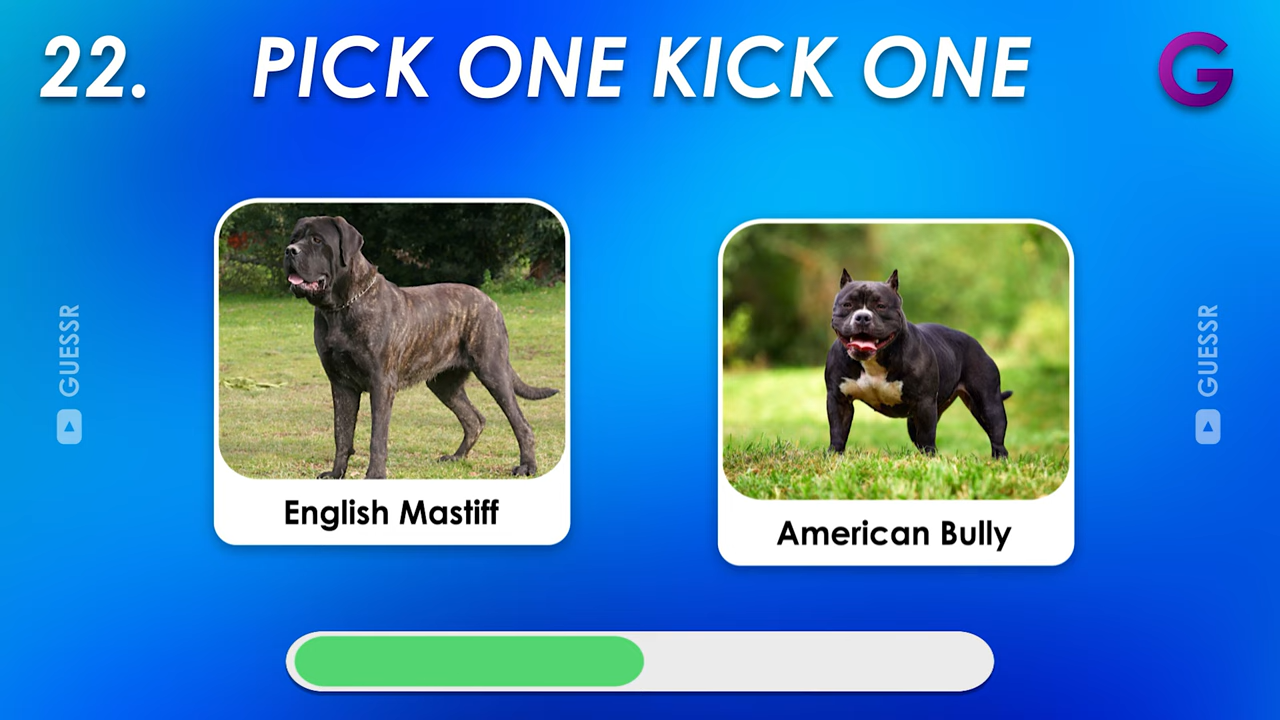 22.
PICK ONE KICK ONE
G
GUESSR
GUESSR
English Mastiff
American Bully